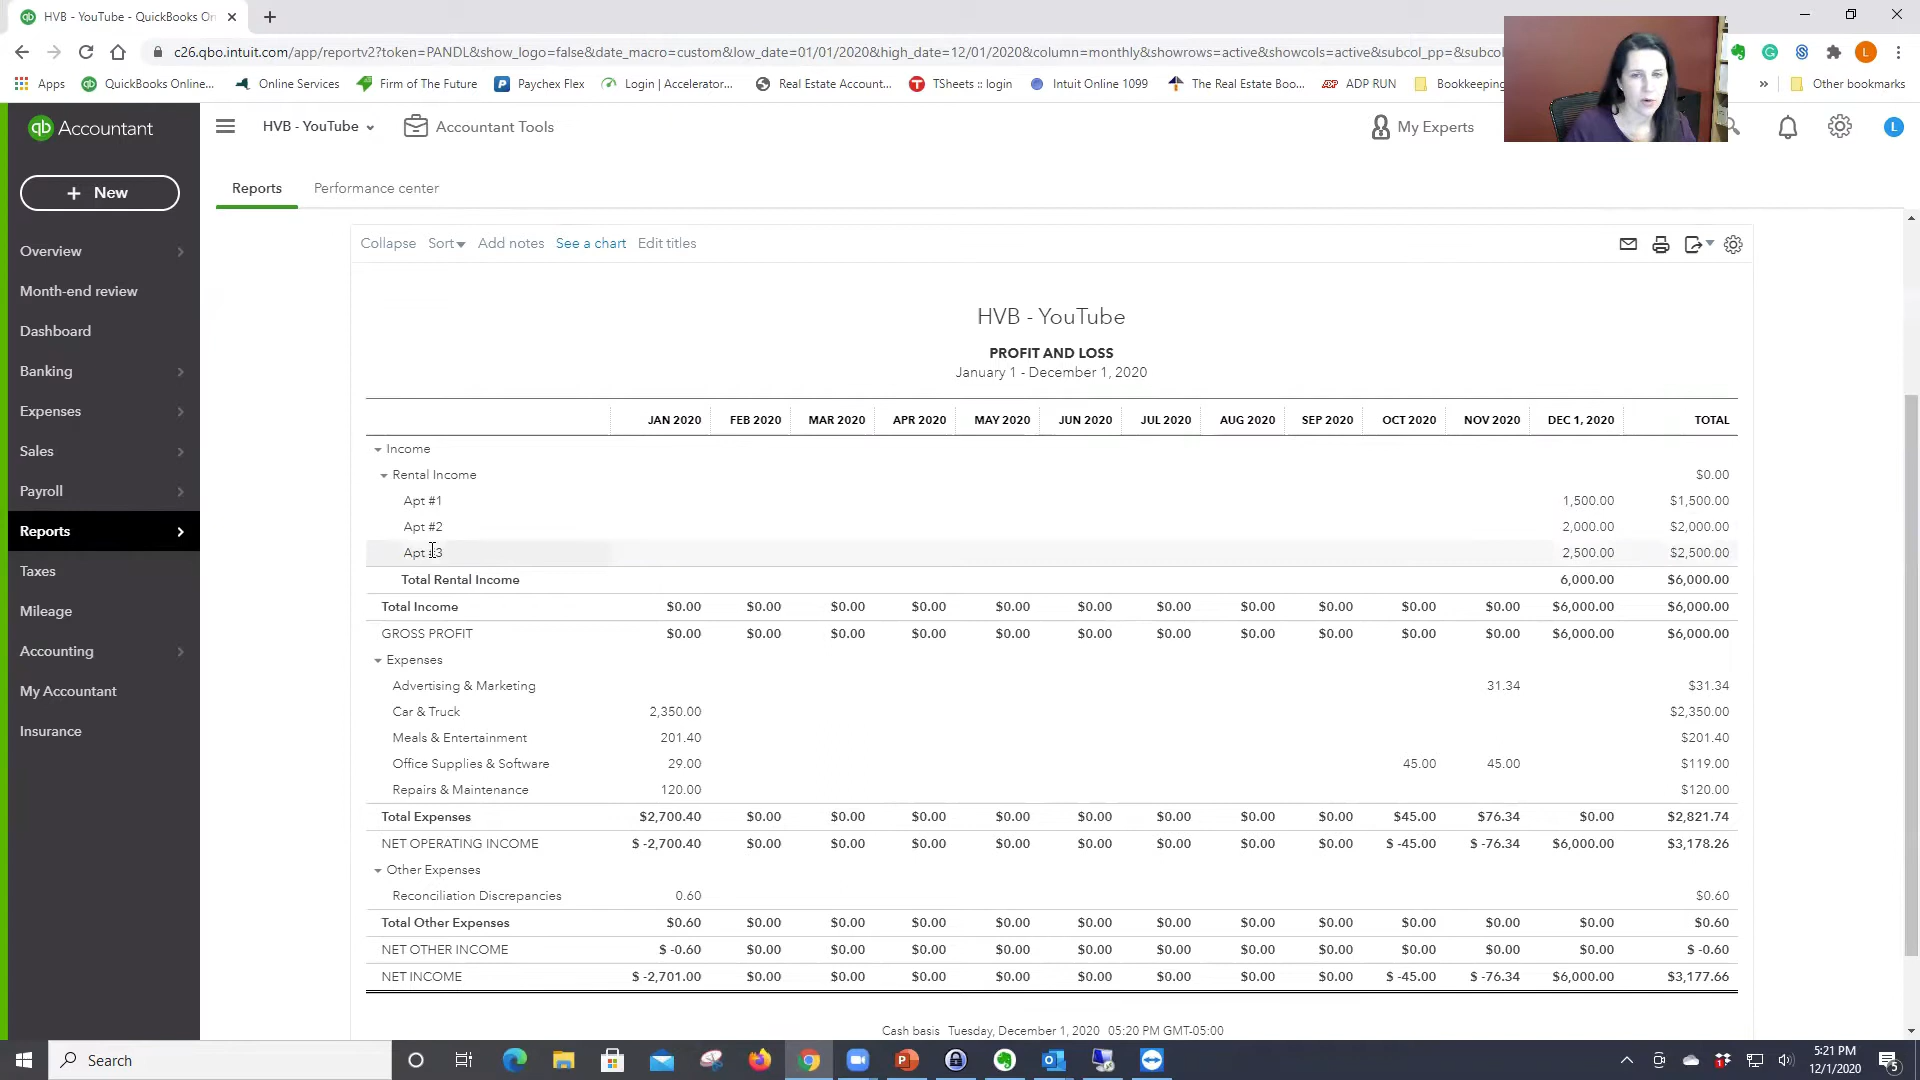 HVB - YouTube - QuickBooks On
c26.qbo.intuit.com/app/reportv2?token=PANDL&show_logo=false&date_macro=custom&low_date=01/01/2020&high_date=12/01/2020&column=monthly&showrows=active&showcols=active&subcol_pp=&subcol
L
Apps QuickBooks Online... Online Services Firm of The Future Paychex Flex Login | Accelerator... Real Estate Account... TSheets :: login Intuit Online 1099 The Real Estate Boo... ADP RUN Bookkeeping » Other bookmarks
qb Accountant HVB - YouTube Accountant Tools My Experts L
+ New
Reports Performance center
Overview
Month-end review
Dashboard
Banking
Expenses
Sales
Payroll
Reports
Taxes
Mileage
Accounting
My Accountant
Insurance
Collapse Sort Add notes See a chart Edit titles
HVB - YouTube
PROFIT AND LOSS
January 1 - December 1, 2020
JAN 2020 FEB 2020 MAR 2020 APR 2020 MAY 2020 JUN 2020 JUL 2020 AUG 2020 SEP 2020 OCT 2020 NOV 2020 DEC 1, 2020 TOTAL
Income
Rental Income $0.00
Apt #1 1,500.00 $1,500.00
Apt #2 2,000.00 $2,000.00
Apt #3 2,500.00 $2,500.00
Total Rental Income 6,000.00 $6,000.00
Total Income $0.00 $0.00 $0.00 $0.00 $0.00 $0.00 $0.00 $0.00 $0.00 $0.00 $0.00 $6,000.00 $6,000.00
GROSS PROFIT $0.00 $0.00 $0.00 $0.00 $0.00 $0.00 $0.00 $0.00 $0.00 $0.00 $0.00 $6,000.00 $6,000.00
Expenses
Advertising & Marketing 31.34 $31.34
Car & Truck 2,350.00 $2,350.00
Meals & Entertainment 201.40 $201.40
Office Supplies & Software 29.00 45.00 45.00 $119.00
Repairs & Maintenance 120.00 $120.00
Total Expenses $2,700.40 $0.00 $0.00 $0.00 $0.00 $0.00 $0.00 $0.00 $0.00 $45.00 $76.34 $0.00 $2,821.74
NET OPERATING INCOME $ -2,700.40 $0.00 $0.00 $0.00 $0.00 $0.00 $0.00 $0.00 $0.00 $ -45.00 $ -76.34 $6,000.00 $3,178.26
Other Expenses
Reconciliation Discrepancies 0.60 $0.60
Total Other Expenses $0.60 $0.00 $0.00 $0.00 $0.00 $0.00 $0.00 $0.00 $0.00 $0.00 $0.00 $0.00 $0.60
NET OTHER INCOME $ -0.60 $0.00 $0.00 $0.00 $0.00 $0.00 $0.00 $0.00 $0.00 $0.00 $0.00 $0.00 $ -0.60
NET INCOME $ -2,701.00 $0.00 $0.00 $0.00 $0.00 $0.00 $0.00 $0.00 $0.00 $ -45.00 $ -76.34 $6,000.00 $3,177.66
Cash basis Tuesday, December 1, 2020 05:20 PM GMT-05:00
Search
5:21 PM
12/1/2020
5